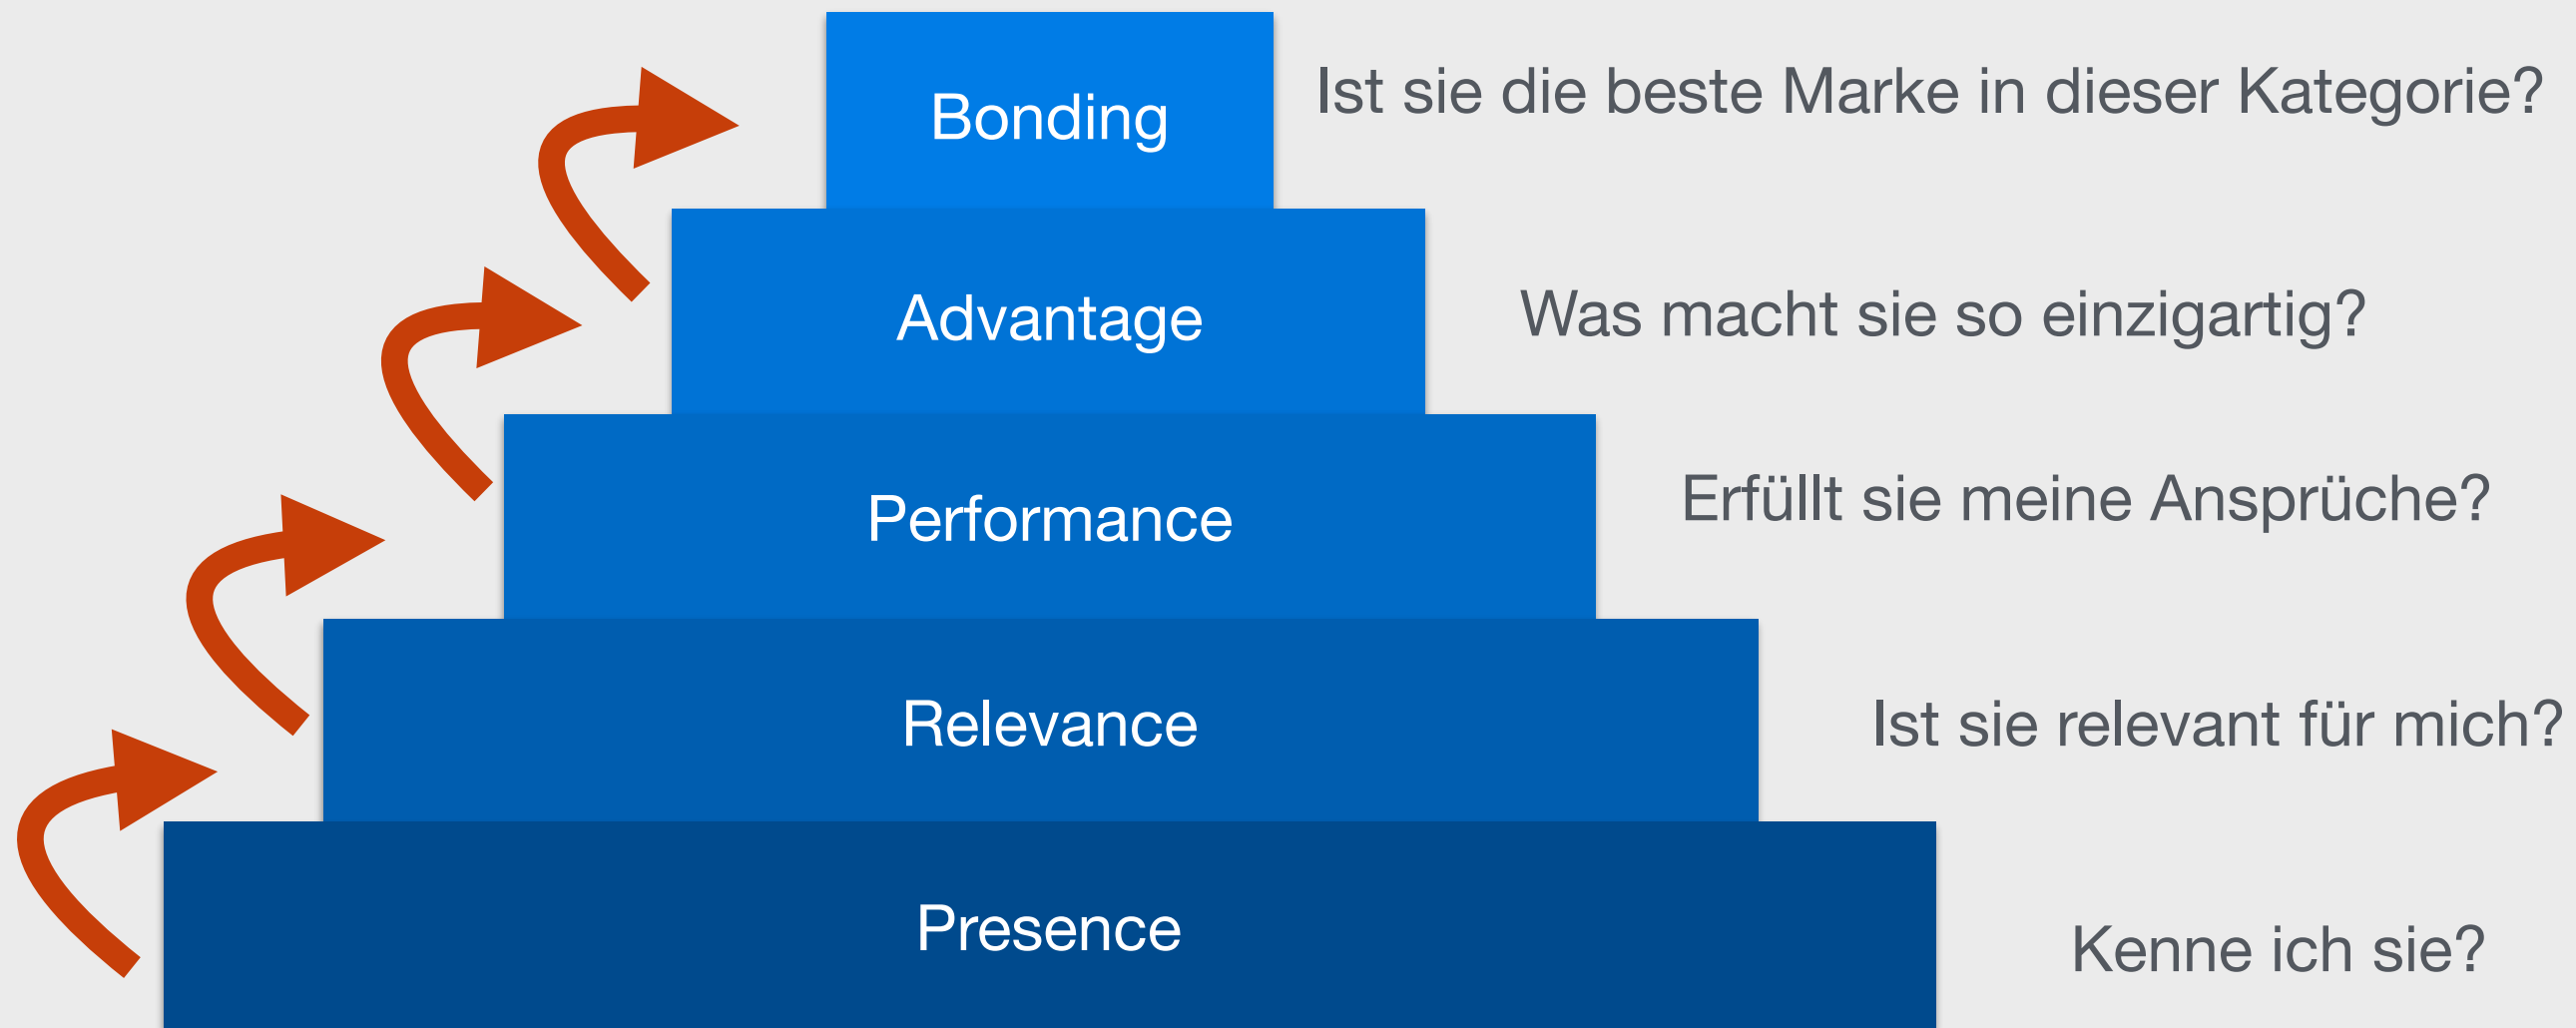 Bonding
Ist sie die beste Marke in dieser Kategorie?
Advantage
Was macht sie so einzigartig?
Performance
Erfüllt sie meine Ansprüche?
Relevance
Ist sie relevant für mich?
Presence
Kenne ich sie?